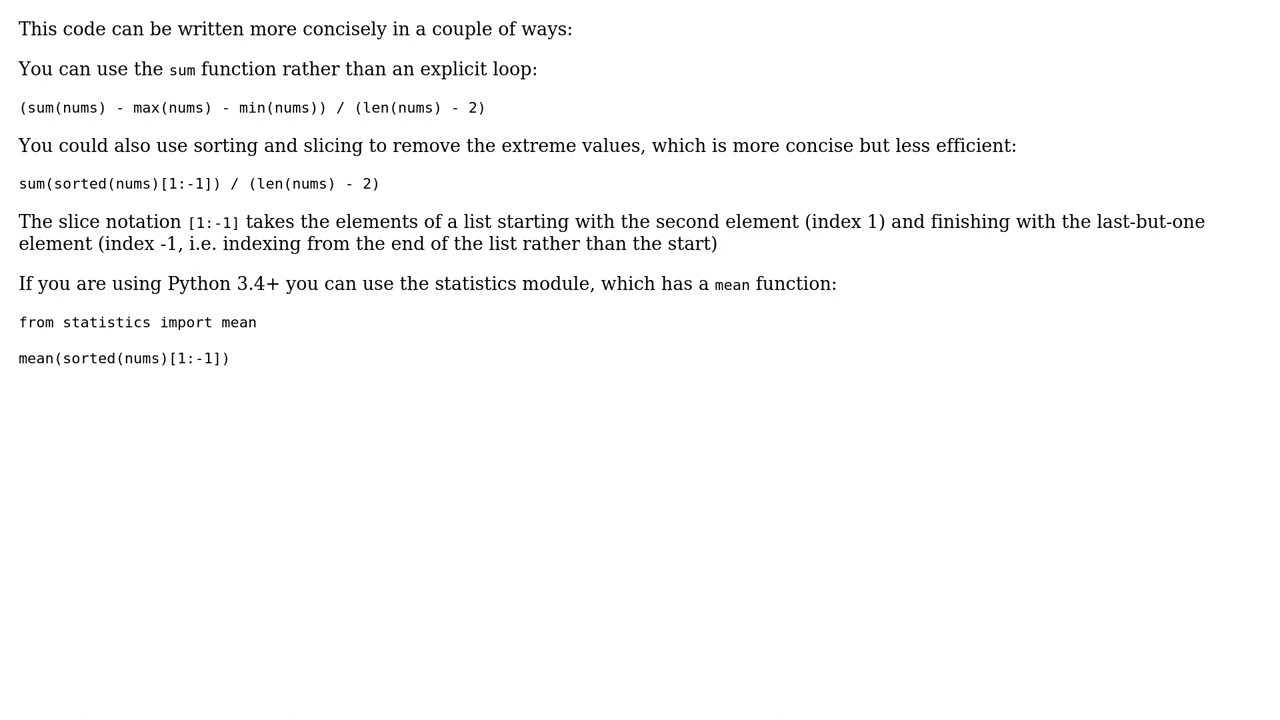 This code can be written more concisely in a couple of ways:
You can use the sum function rather than an explicit loop:
(sum(nums) - max(nums) - min(nums)) / (len(nums) - 2)
You could also use sorting and slicing to remove the extreme values, which is more concise but less efficient:
sum(sorted(nums)[1:-1]) / (len(nums) - 2)
The slice notation [1:-1] takes the elements of a list starting with the second element (index 1) and finishing with the last-but-one
element (index -1, i.e. indexing from the end of the list rather than the start)
If you are using Python 3.4+ you can use the statistics module, which has a mean function:
from statistics import mean
mean(sorted(nums)[1:-1])